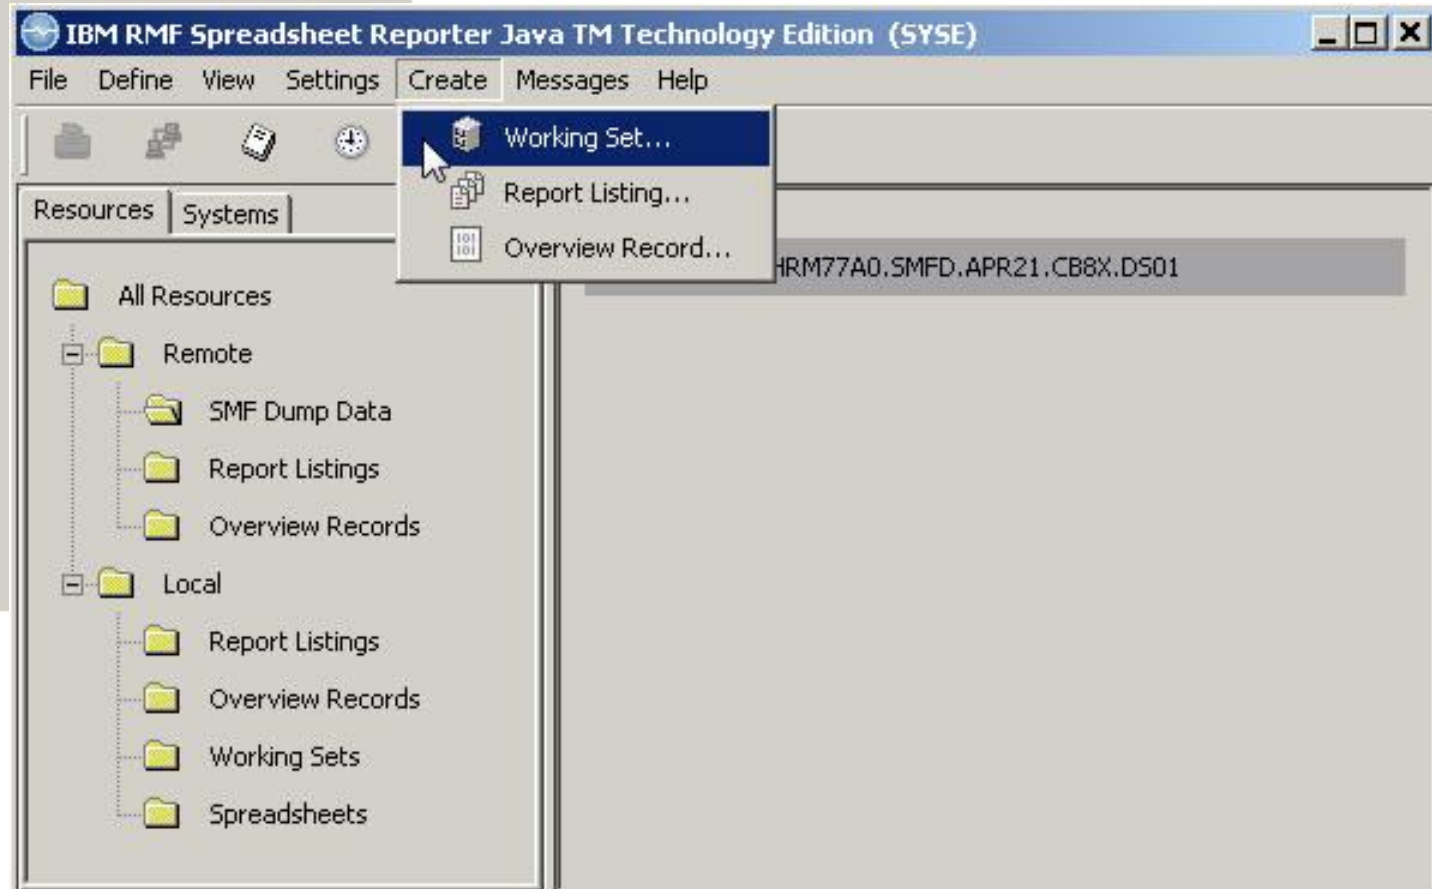 IBM RMF Spreadsheet Reporter Java TM Technology Edition (SYSE)
File Define View Settings Create Messages Help
Working Set...
Report Listing...
Overview Record...
Resources Systems
HRM77A0.SMFD.APR21.CB8X.DS01
All Resources
Remote
SMF Dump Data
Report Listings
Overview Records
Local
Report Listings
Overview Records
Working Sets
Spreadsheets